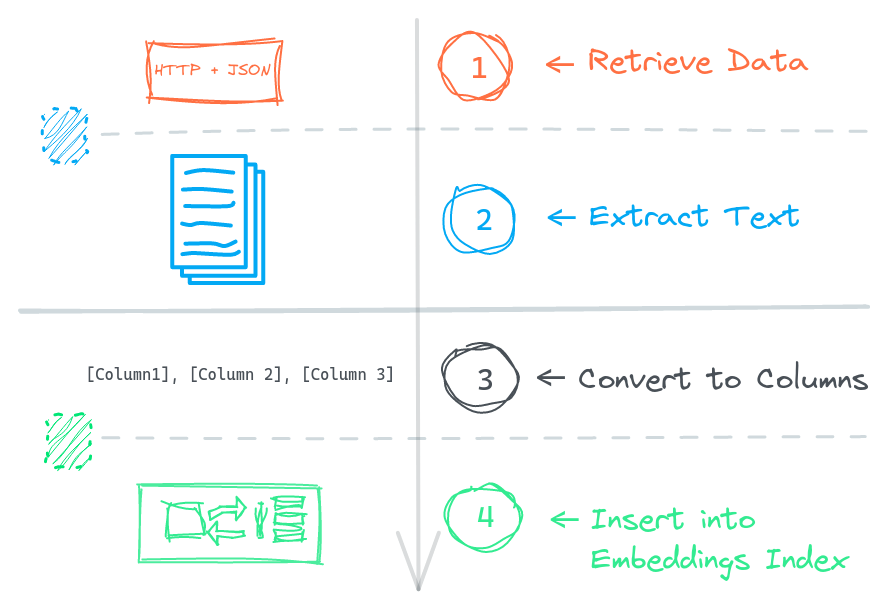 HTTP + JSON
1
← Retrieve Data
2
← Extract Text
[Column1], [Column 2], [Column 3]
3
← Convert to Columns
4
← Insert into
Embeddings Index